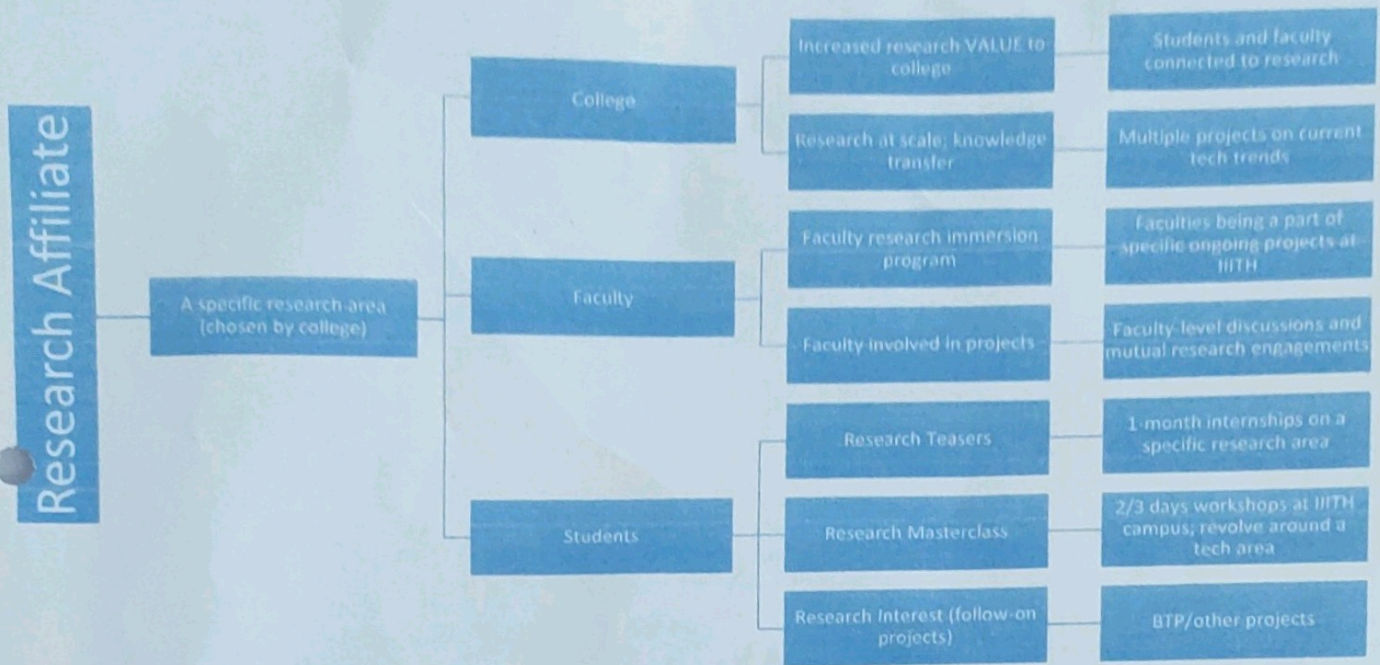 Research Affiliate
A specific research area
(chosen by college)
College
Increased research VALUE to
college
Students and faculty
connected to research
Research at scale; knowledge
transfer
Multiple projects on current
tech trends
Faculty
Faculty research immersion
program
Faculties being a part of
specific ongoing projects at
IIITH
Faculty involved in projects
Faculty level discussions and
mutual research engagements
Students
Research Teasers
1-month internships on a
specific research area
Research Masterclass
2/3 days workshops at IIITH
campus; revolve around a
tech area
Research Interest (follow-on
projects)
BTP/other projects